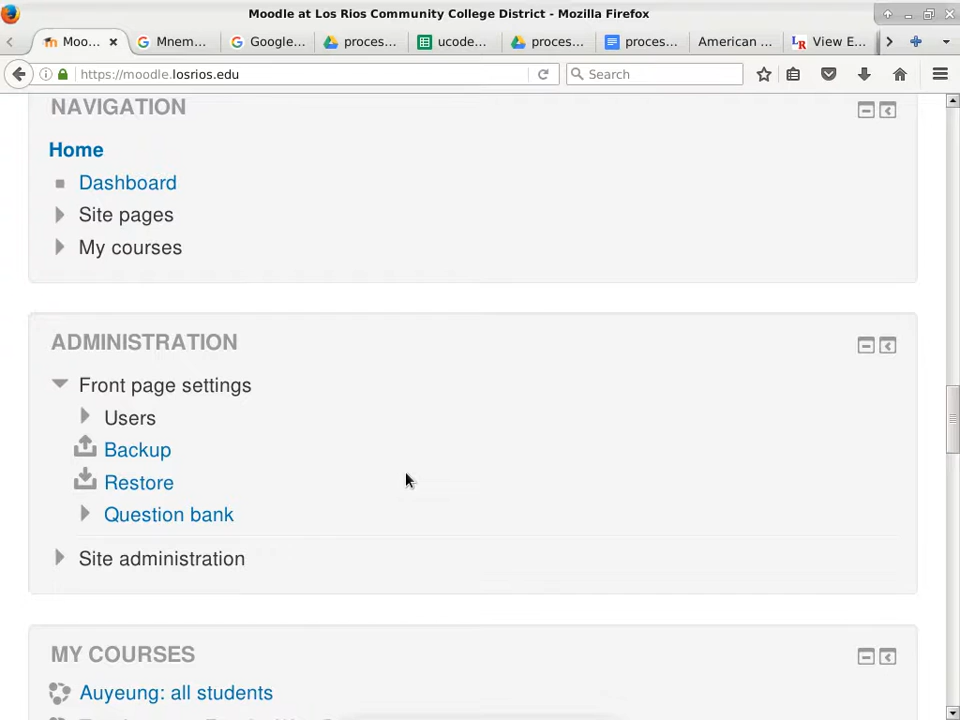 Moodle at Los Rios Community College District - Mozilla Firefox
Moo... Mnem... Google... proces... ucode... proces... proces... American ... View E...
https://moodle.losrios.edu Search
NAVIGATION
Home
Dashboard
Site pages
My courses
ADMINISTRATION
Front page settings
Users
Backup
Restore
Question bank
Site administration
MY COURSES
Auyeung: all students